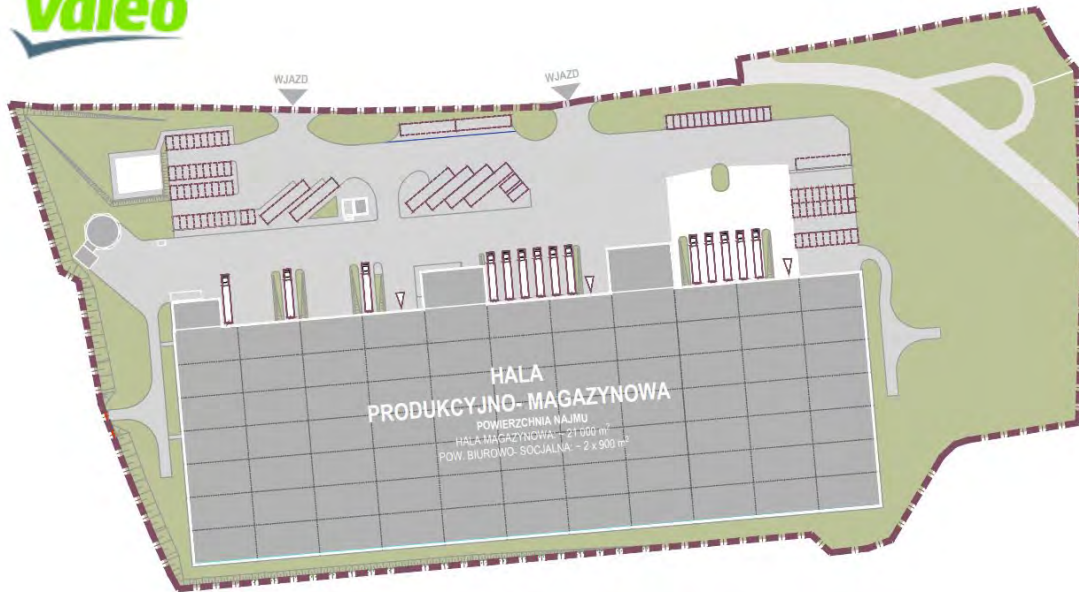 Valeo
WJAZD
WJAZD
HALA
PRODUKCYJNO- MAGAZYNOWA
POWIERZCHNIA NAJMU
HALA MAGAZYNOWA: ~ 21 000 m²
POW. BIUROWO- SOCJALNA: ~ 2 x 900 m²